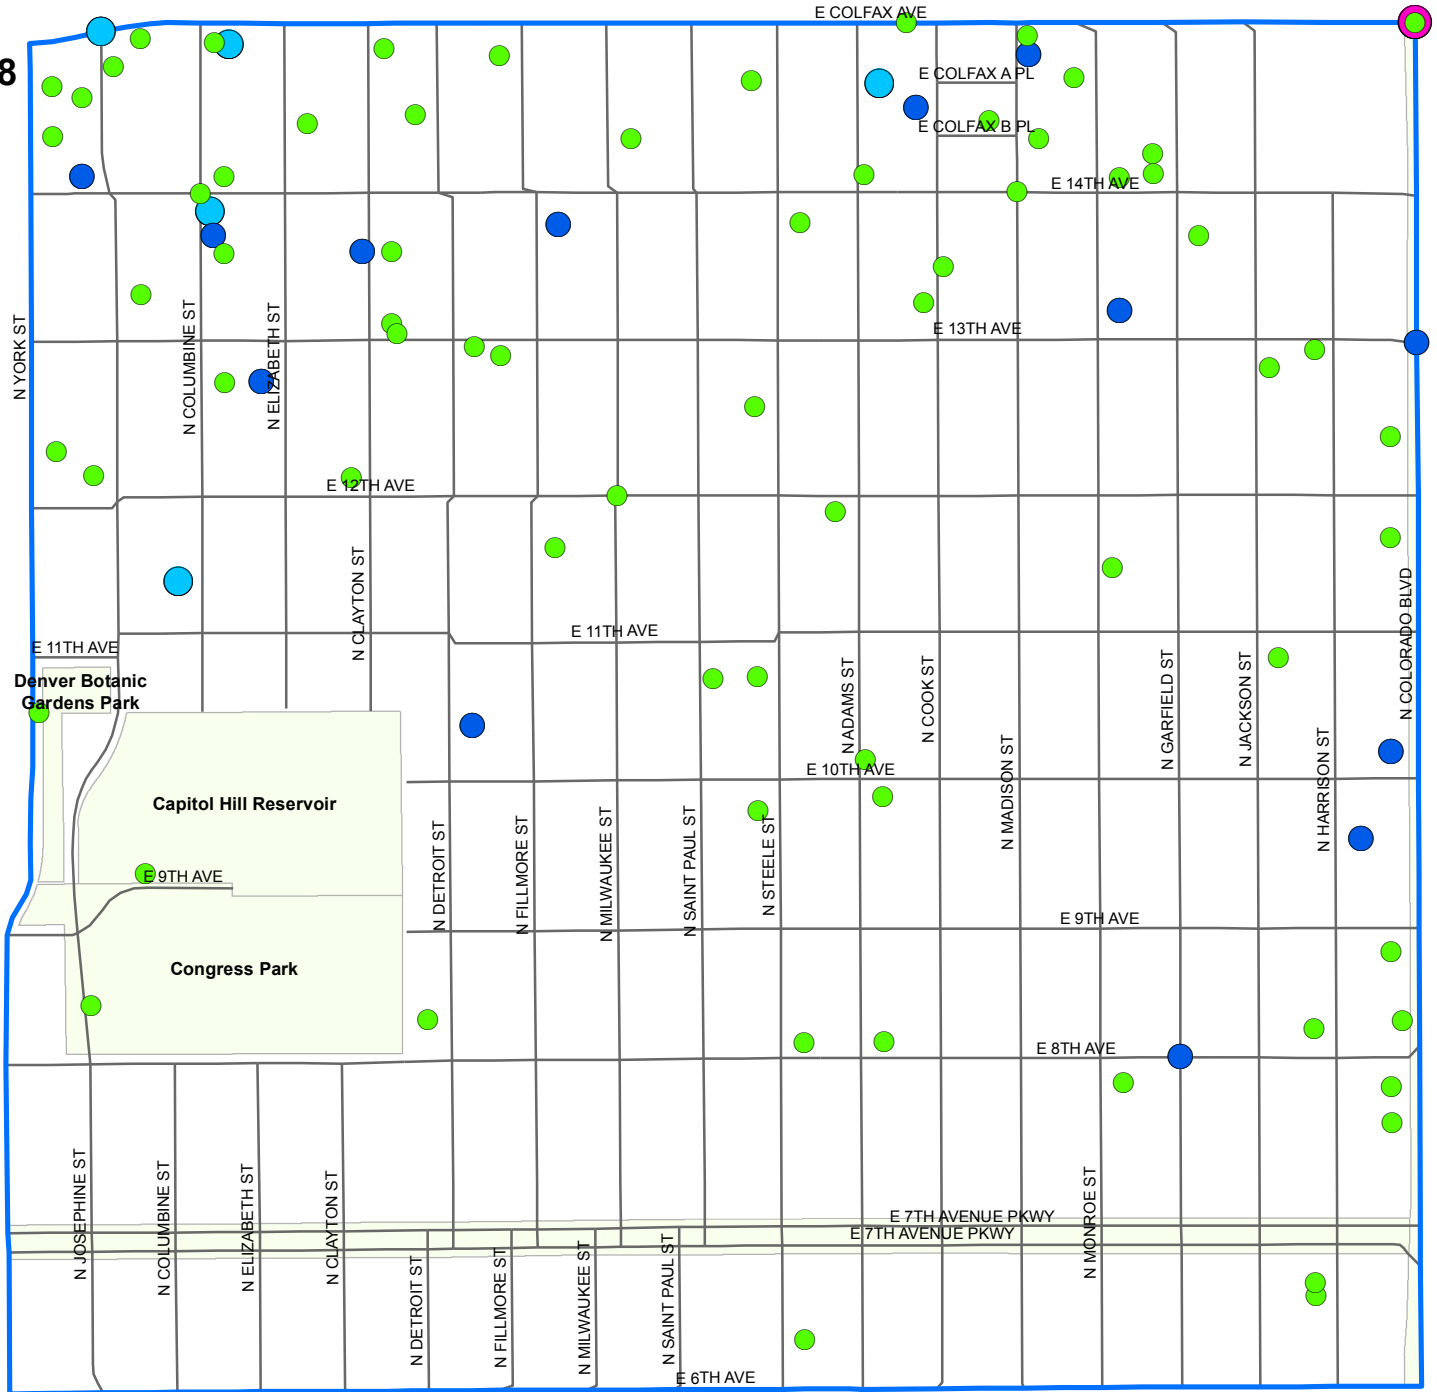 E COLFAX AVE
8
E COLFAX A PL
E COLFAX B PL
E 14TH AVE
N YORK ST
N COLUMBINE ST
N ELIZABETH ST
E 13TH AVE
E 12TH AVE
N CLAYTON ST
E 11TH AVE
E 11TH AVE
N COLORADO BLVD
Denver Botanic
Gardens Park
N ADAMS ST
N COOK ST
N GARFIELD ST
N JACKSON ST
N MADISON ST
N HARRISON ST
E 10TH AVE
Capitol Hill Reservoir
N DETROIT ST
N FILLMORE ST
N MILWAUKEE ST
N SAINT PAUL ST
N STEELE ST
E 9TH AVE
E 9TH AVE
Congress Park
E 8TH AVE
N JOSEPHINE ST
N COLUMBINE ST
N ELIZABETH ST
N CLAYTON ST
N MONROE ST
E 7TH AVENUE PKWY
E 7TH AVENUE PKWY
N DETROIT ST
N FILLMORE ST
N MILWAUKEE ST
N SAINT PAUL ST
E 6TH AVE